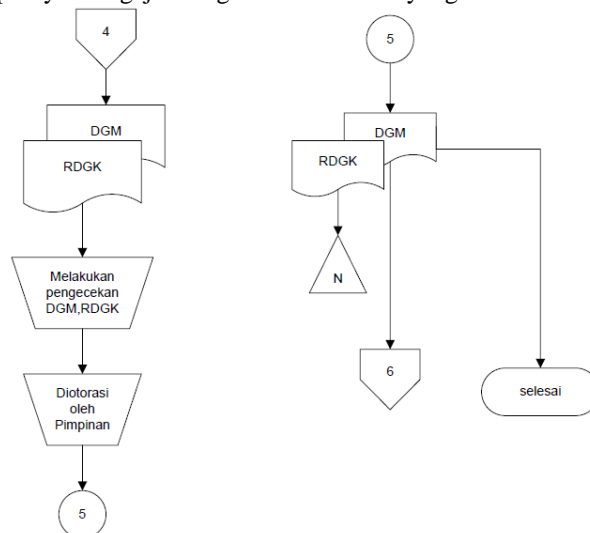 4
DGM
RDGK
Melakukan
pengecekan
DGM,RDGK
Diotorasi
oleh
Pimpinan
5
5
DGM
RDGK
N
6
selesai